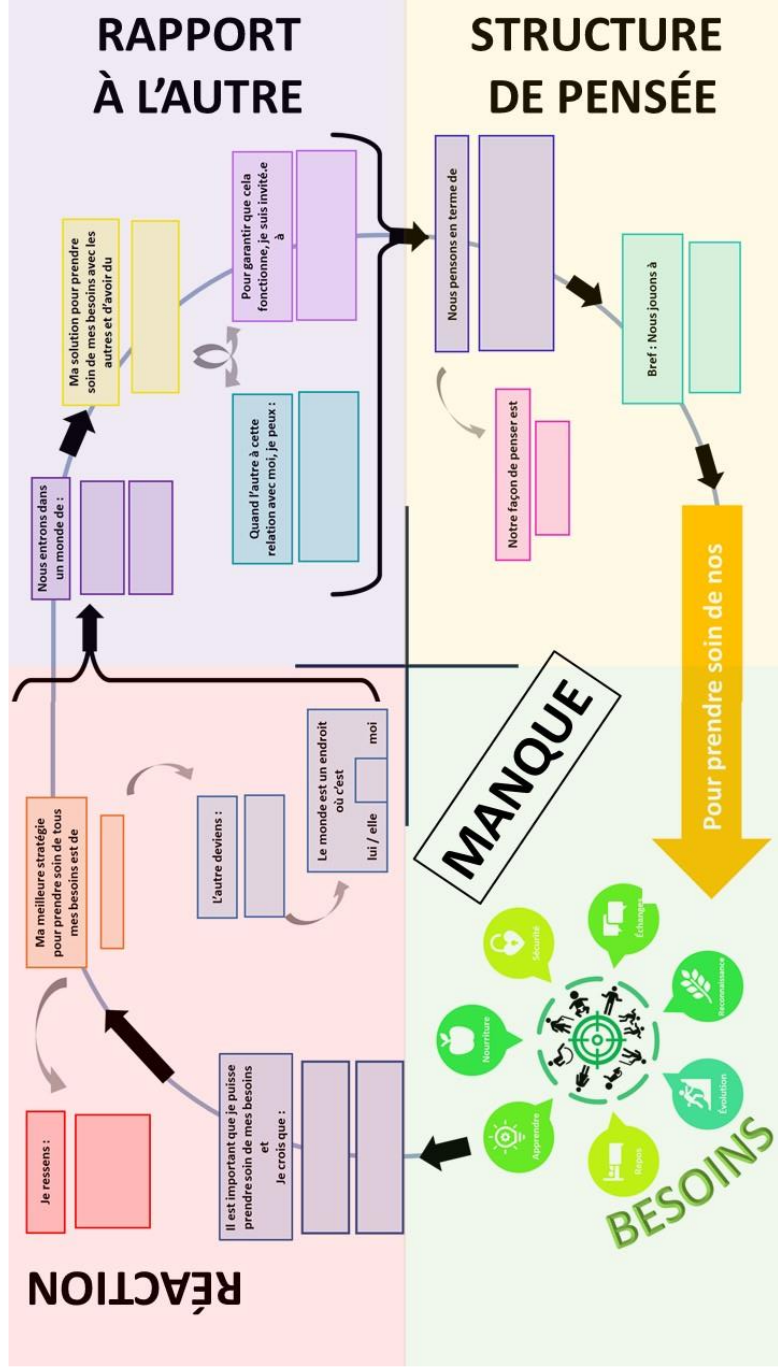 RAPPORT
À L'AUTRE
STRUCTURE
DE PENSÉE
RÉACTION
BESOINS
MANQUE
Apprendre
Nourriture
Sécurité
Échanges
Reconnaissance
Évolution
Repos
Il est important que je puisse
prendre soin de mes besoins
et
Je crois que :
Ma meilleure stratégie
pour prendre soin de tous
mes besoins est de
Je ressens :
L'autre deviens :
Le monde est un endroit
où c'est
lui / elle moi
Nous entrons dans
un monde de :
Ma solution pour prendre
soin de mes besoins avec les
autres et d'avoir du
Pour garantir que cela
fonctionne, je suis invité.e
à
Quand l'autre à cette
relation avec moi, je peux :
Nous pensons en terme de
Notre façon de penser est
Bref : Nous jouons à
Pour prendre soin de nos